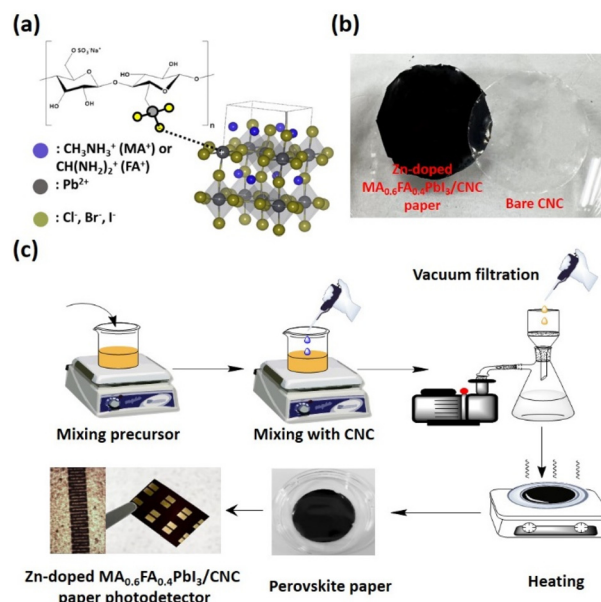 (a)
(b)
OSO₃ Na⁺
OH
O
HO
OH
OH
OH
O
O
n
: CH₃NH₃⁺ (MA⁺) or
CH(NH₂)₂⁺ (FA⁺)
: Pb²⁺
: Cl⁻, Br⁻, I⁻
Zn-doped
MA₀.₆FA₀.₄PbI₃/CNC
paper
Bare CNC
(c)
Vacuum filtration
Mixing precursor
Mixing with CNC
Zn-doped MA₀.₆FA₀.₄PbI₃/CNC
paper photodetector
Perovskite paper
Heating